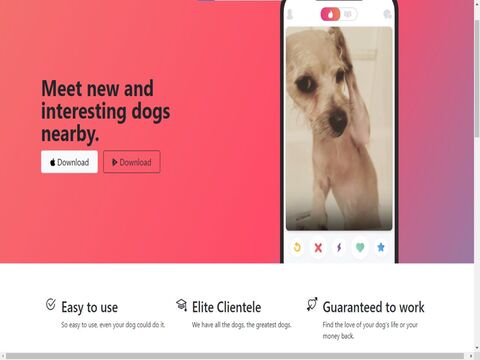 Meet new and
interesting dogs
nearby.
Download
Download
Easy to use
So easy to use, even your dog could do it.
Elite Clientele
We have all the dogs, the greatest dogs.
Guaranteed to work
Find the love of your dog's life or your
money back.